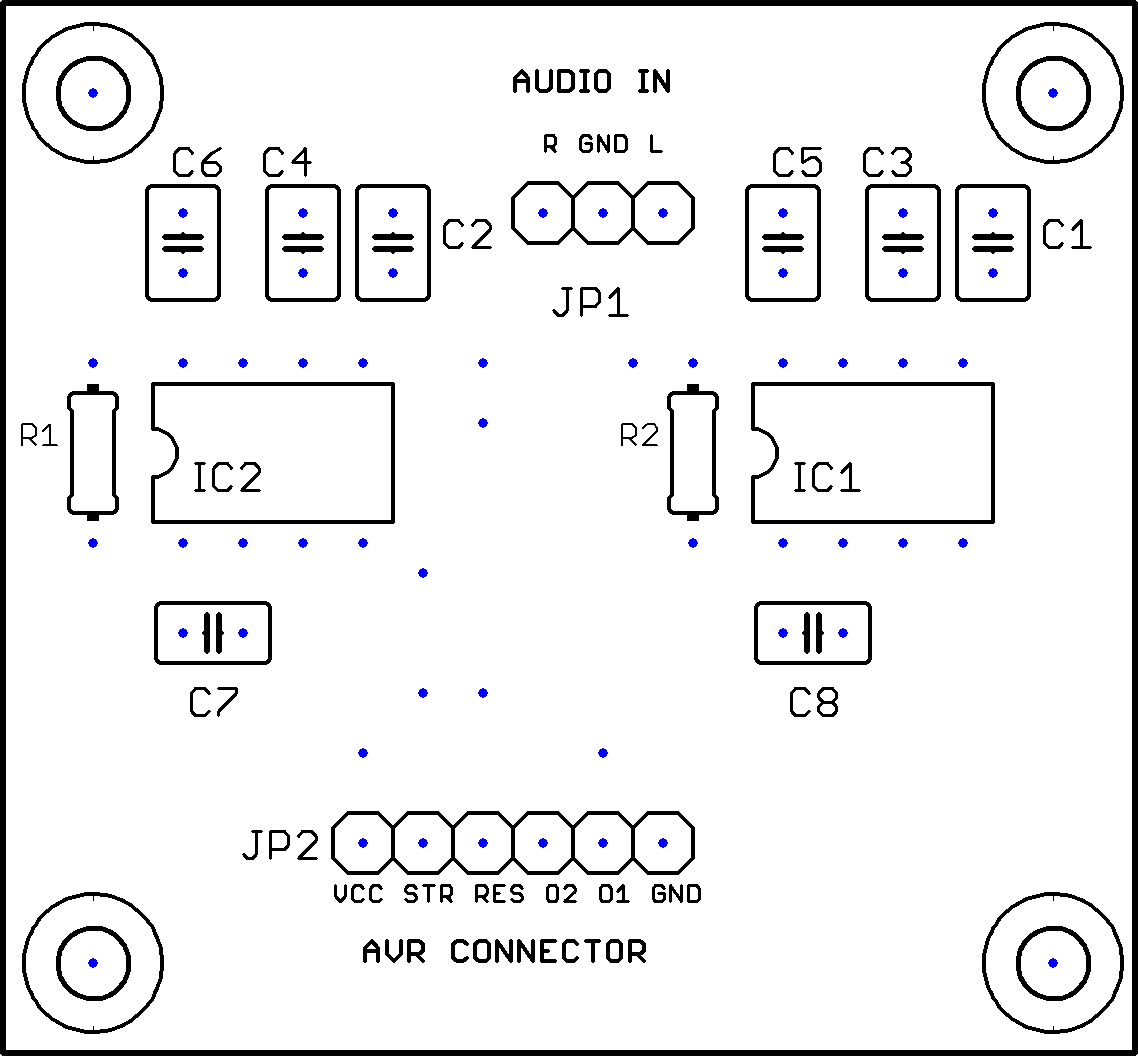 AUDIO IN
R GND L
C6 C4 C5 C3
C2 C1
JP1
R1 R2
IC2 IC1
C7 C8
JP2
VCC STR RES O2 O1 GND
AVR CONNECTOR